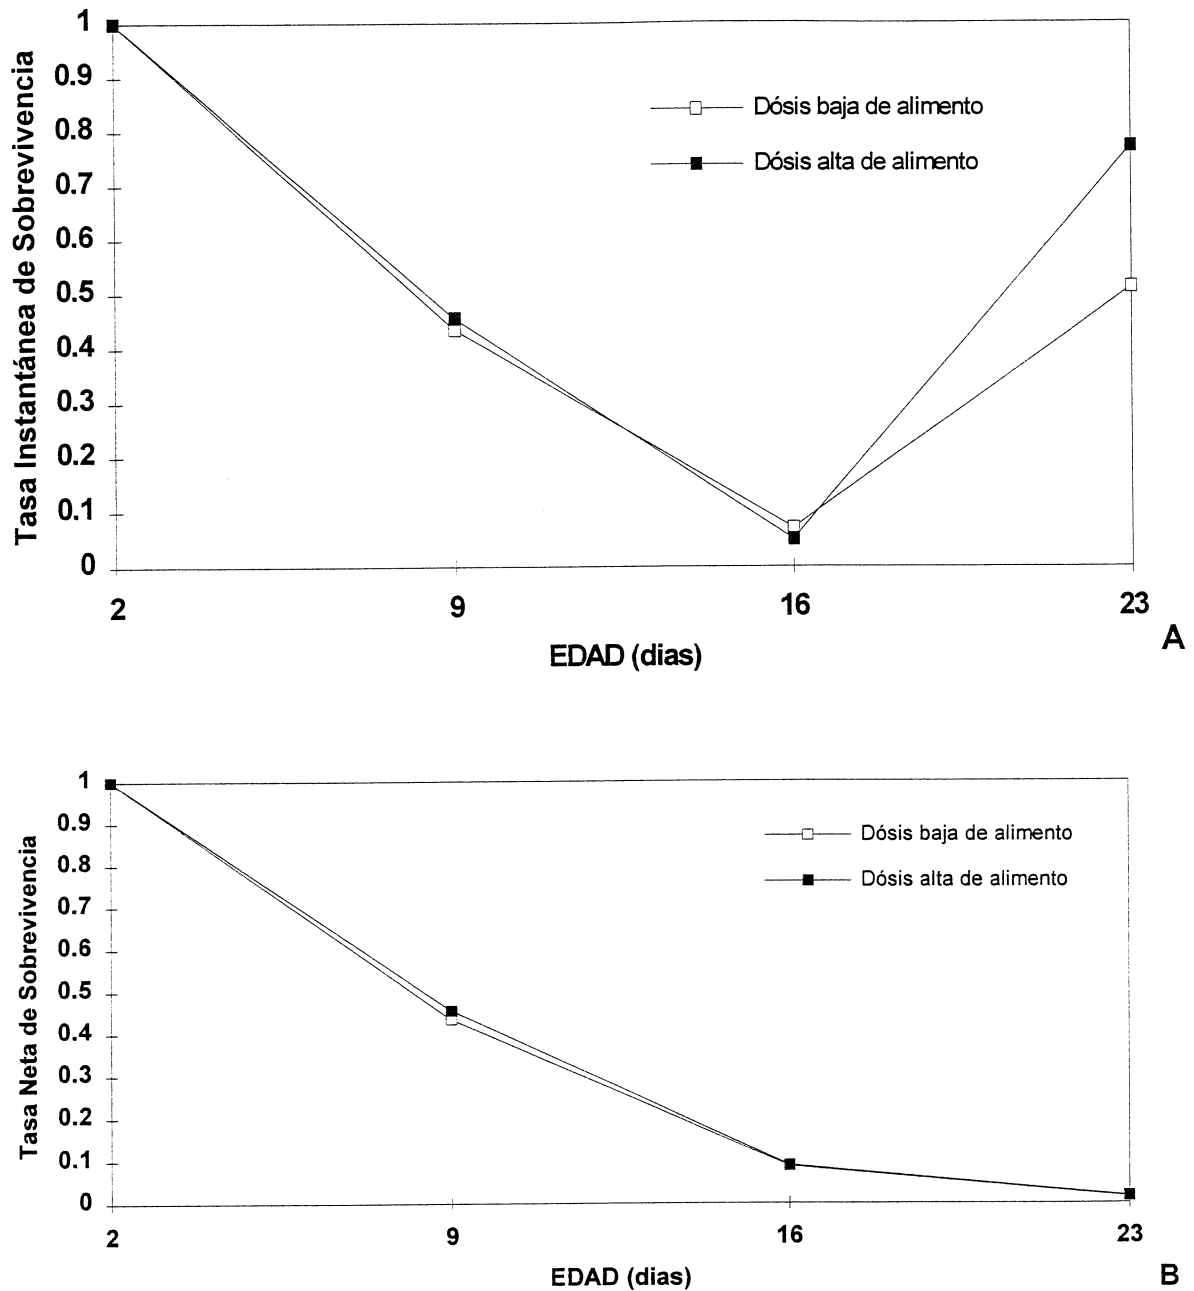 Tasa Instantánea de Sobrevivencia
1
0.9
0.8
0.7
0.6
0.5
0.4
0.3
0.2
0.1
0
Dósis baja de alimento
Dósis alta de alimento
2 9 16 23
EDAD (dias)
A
Tasa Neta de Sobrevivencia
1
0.9
0.8
0.7
0.6
0.5
0.4
0.3
0.2
0.1
0
Dósis baja de alimento
Dósis alta de alimento
2 9 16 23
EDAD (dias)
B